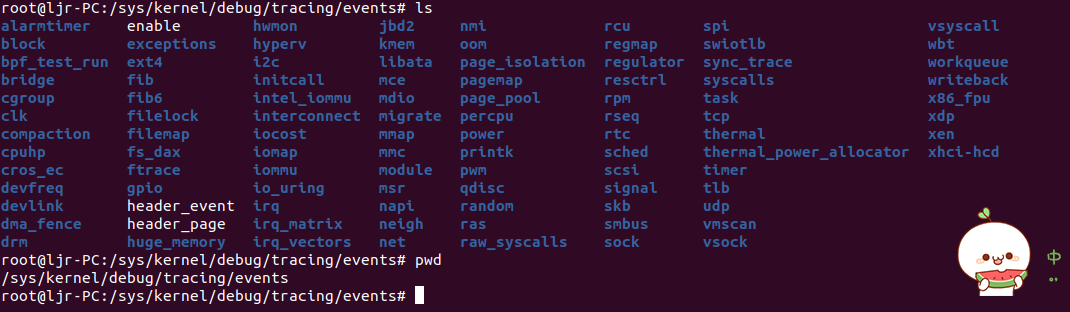 root@ljr-PC:/sys/kernel/debug/tracing/events# ls
alarmtimer enable hwmon jbd2 nmi rcu spi vsyscall
block exceptions hyperv kmem oom regmap swiotlb wbt
bpf_test_run ext4 i2c libata page_isolation regulator sync_trace workqueue
bridge fib initcall mce pagemap resctrl syscalls writeback
cgroup fib6 intel_iommu mdio page_pool rpm task x86_fpu
clk filelock interconnect migrate percpu rseq tcp xdp
compaction filemap iocost mmap power rtc thermal xen
cpuhp fs_dax iomap mmc printk sched thermal_power_allocator xhci-hcd
cros_ec ftrace iommu module pwm scsi timer
devfreq gpio io_uring msr qdisc signal tlb
devlink header_event irq napi random skb udp
dma_fence header_page irq_matrix neigh ras smbus vmscan
drm huge_memory irq_vectors net raw_syscalls sock vsock
root@ljr-PC:/sys/kernel/debug/tracing/events# pwd
/sys/kernel/debug/tracing/events
root@ljr-PC:/sys/kernel/debug/tracing/events#
中